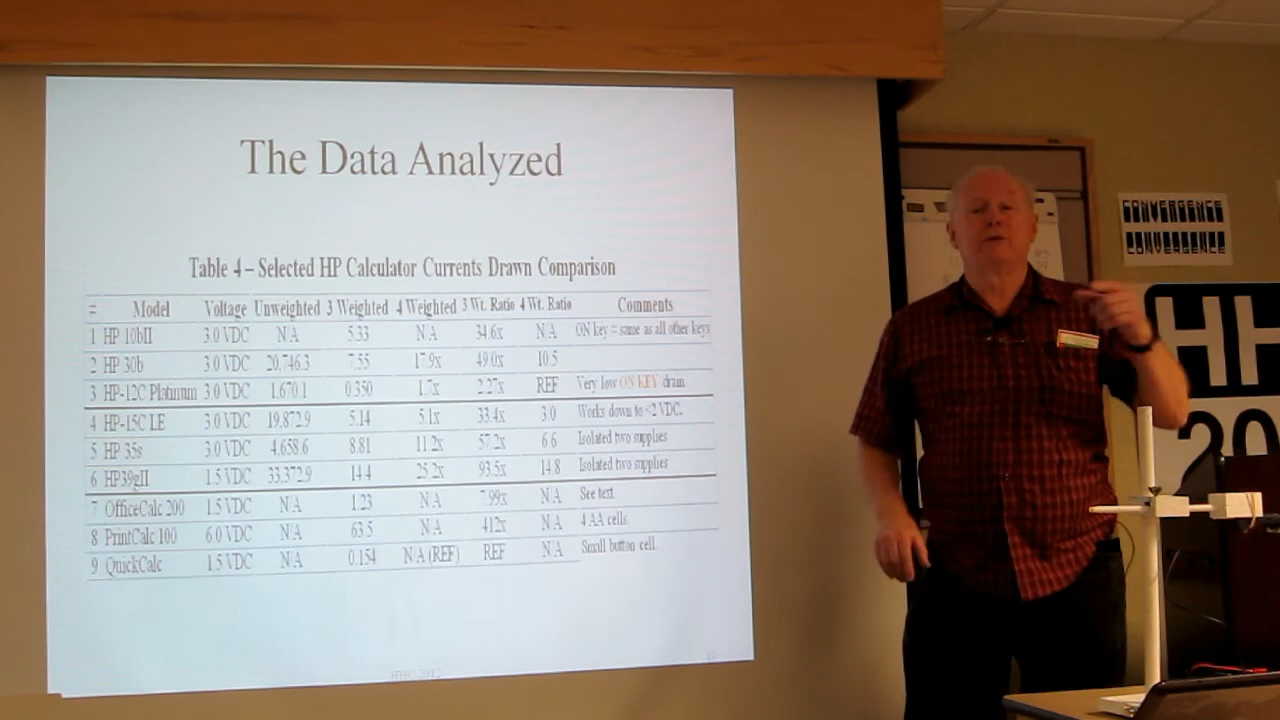 The Data Analyzed
Table 4 – Selected HP Calculator Currents Drawn Comparison
# Model Voltage Unweighted 3 Weighted 4 Weighted 3 Wt. Ratio 4 Wt. Ratio Comments
1 HP 10bII 3.0 VDC N/A 5.33 N/A 34.6x N/A ON key = same as all other keys
2 HP 30b 3.0 VDC 20,746.3 7.55 17.9x 49.0x 10.5
3 HP-12C Platinum 3.0 VDC 1,670.1 0.350 1.7x 2.27x REF Very low ON KEY drain.
4 HP-15C LE 3.0 VDC 19,872.9 5.14 5.1x 33.4x 3.0 Works down to <2 VDC.
5 HP 35s 3.0 VDC 4,658.6 8.81 11.2x 57.2x 6.6 Isolated two supplies
6 HP39gII 1.5 VDC 33,372.9 14.4 25.2x 93.5x 14.8 Isolated two supplies
7 OfficeCalc 200 1.5 VDC N/A 1.23 N/A 7.99x N/A See text.
8 PrintCalc 100 6.0 VDC N/A 63.5 N/A 412x N/A 4 AA cells.
9 QuickCalc 1.5 VDC N/A 0.154 N/A (REF) REF N/A Small button cell.
HHC 2012
CONVERGENCE
CONVERGENCE
HH
20